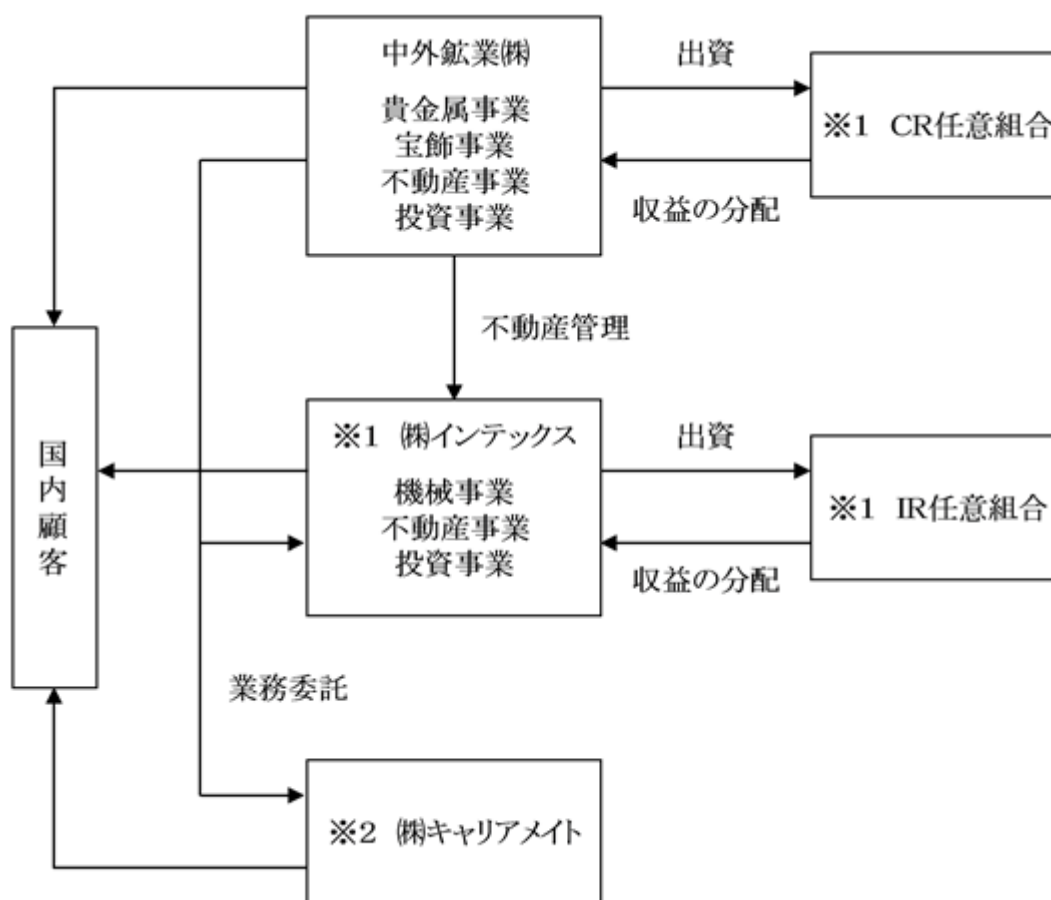 中外鉱業㈱
貴金属事業
宝飾事業
不動産事業
投資事業
出資
※1 CR任意組合
収益の分配
不動産管理
国内顧客
※1 ㈱インテックス
機械事業
不動産事業
投資事業
出資
※1 IR任意組合
収益の分配
業務委託
※2 ㈱キャリアメイト